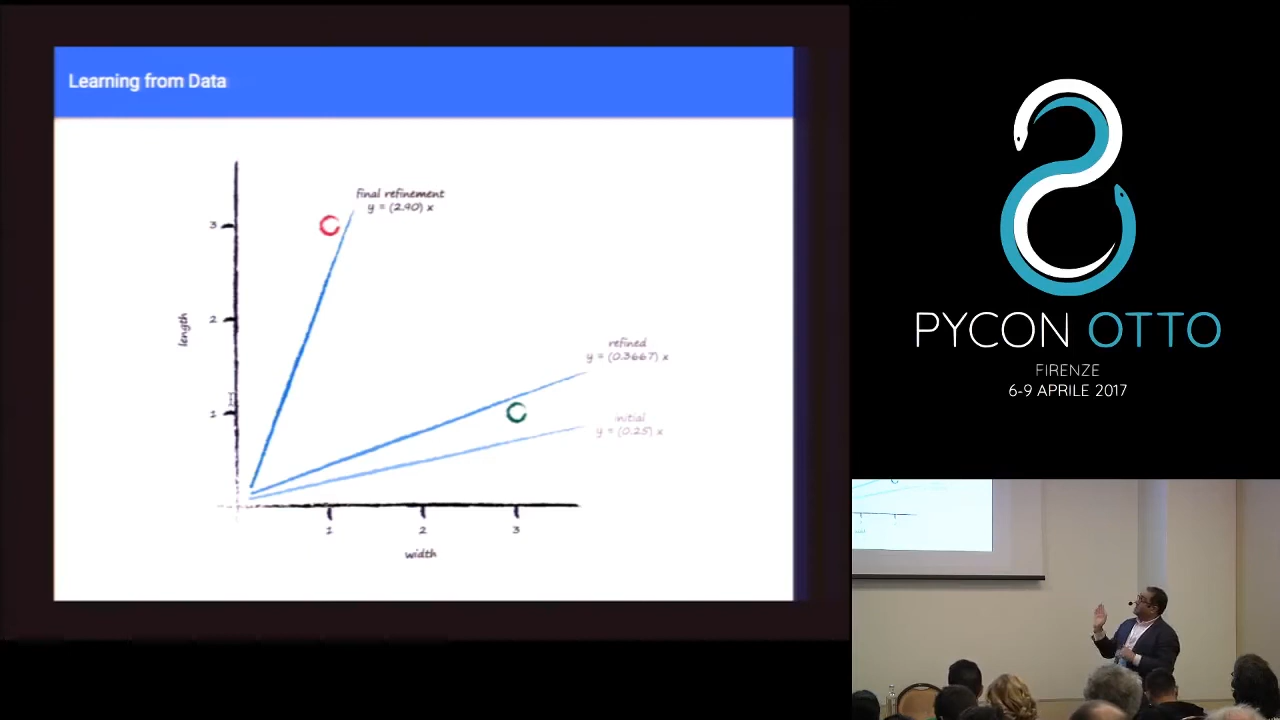 Learning from Data
final refinement
y = (2.90) x
3
2
length
1
refined
y = (0.3667) x
initial
y = (0.25) x
1
2
3
width
PYCON OTTO
FIRENZE
6-9 APRILE 2017